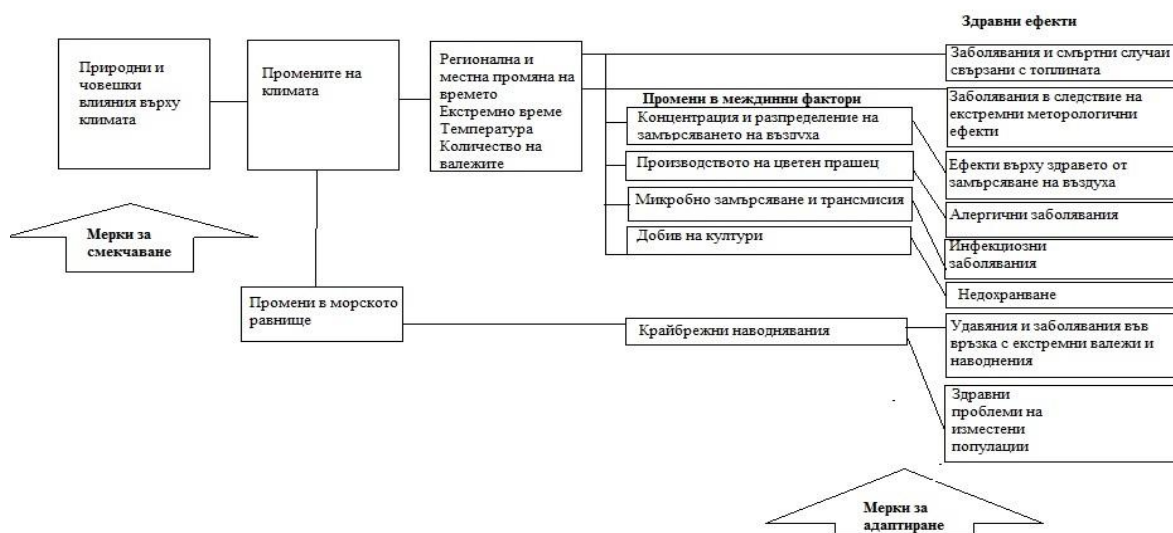 Здравни ефекти
Природни и
човешки
влияния върху
климата
Промените на
климата
Регионална и
местна промяна на
времето
Екстремно време
Температура
Количество на
валежите
Промени в междинни фактори
Концентрация и разпределение на
замърсяването на въздуха
Производството на цветен прашец
Микробно замърсяване и трансмисия
Добив на култури
Заболявания и смъртни случаи
свързани с топлината
Заболявания в следствие на
екстремни меторологични
ефекти
Ефекти върху здравето от
замърсяване на въздуха
Алергични заболявания
Инфекциозни
заболявания
Недохранване
Мерки за
смекчаване
Промени в морското
равнище
Крайбрежни наводнявания
Удавяния и заболявания във
връзка с екстремни валежи и
наводнения
Здравни
проблеми на
изместени
популации
Мерки за
адаптиране